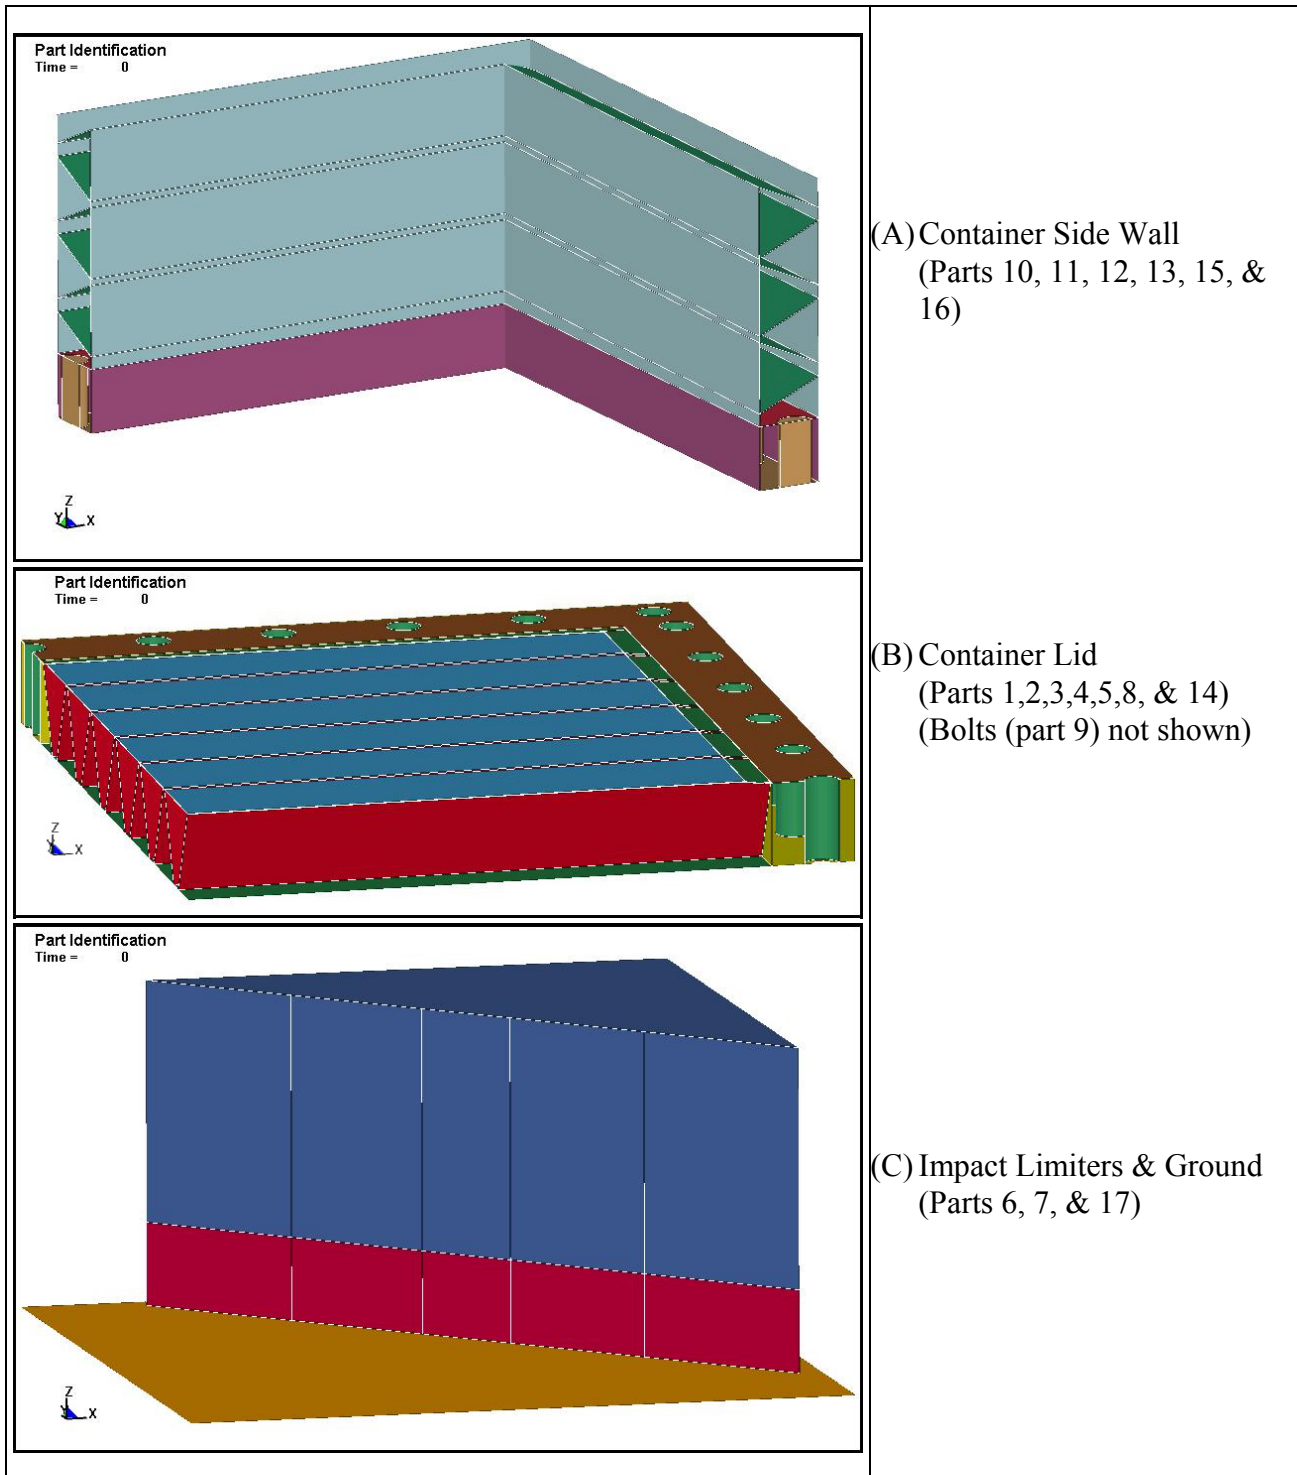 Part Identification
Time = 0
Z
Y X
(A) Container Side Wall
(Parts 10, 11, 12, 13, 15, &
16)
Part Identification
Time = 0
Z
Y X
(B) Container Lid
(Parts 1,2,3,4,5,8, & 14)
(Bolts (part 9) not shown)
Part Identification
Time = 0
Z
Y X
(C) Impact Limiters & Ground
(Parts 6, 7, & 17)